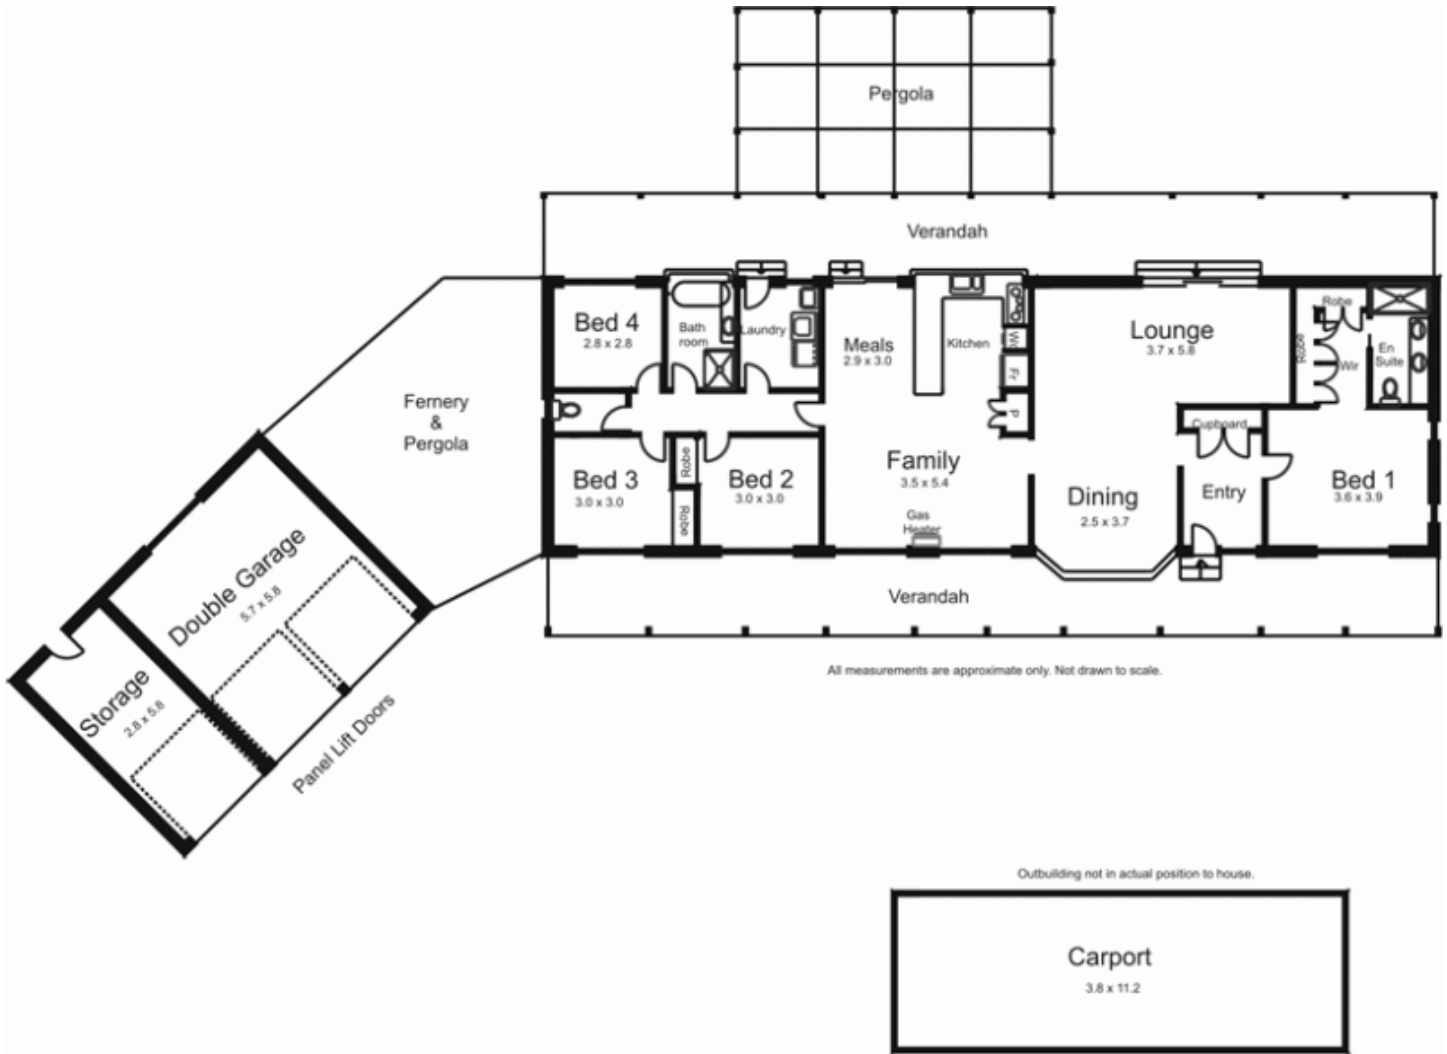 Pergola
Verandah
Bed 4
2.8 x 2.8
Bath
room
Laundry
Meals
2.9 x 3.0
Kitchen
Wo
Fr
P
Lounge
3.7 x 5.8
Robe
Robe
Wir
En
Suite
Fernery
&
Pergola
Cupboard
Bed 3
3.0 x 3.0
Robe
Robe
Bed 2
3.0 x 3.0
Family
3.5 x 5.4
Gas
Heater
Dining
2.5 x 3.7
Entry
Bed 1
3.6 x 3.9
Double Garage
5.7 x 5.8
Storage
2.8 x 5.8
Panel Lift Doors
Verandah
All measurements are approximate only. Not drawn to scale.
Outbuilding not in actual position to house.
Carport
3.8 x 11.2